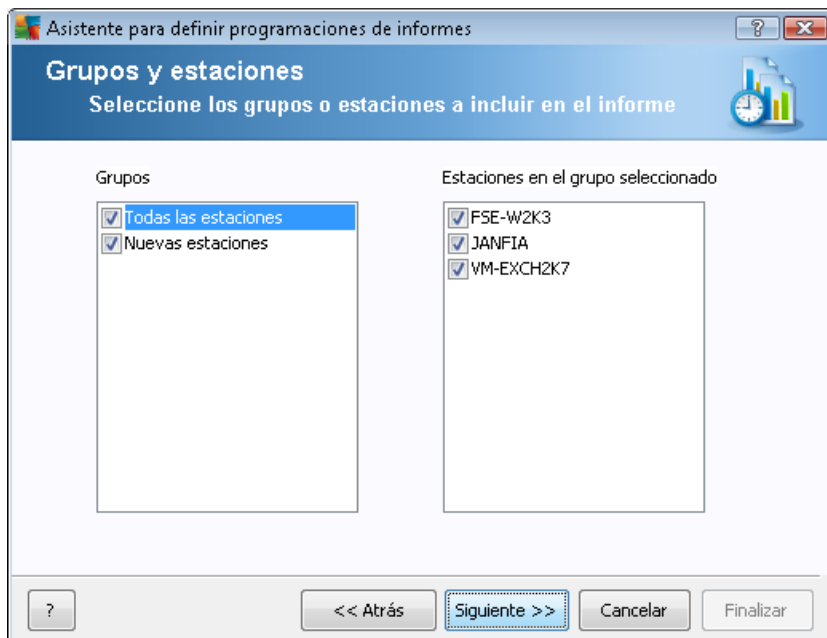 Asistente para definir programaciones de informes
?
Grupos y estaciones
Seleccione los grupos o estaciones a incluir en el informe
Grupos
Todas las estaciones
Nuevas estaciones
Estaciones en el grupo seleccionado
FSE-W2K3
JANFIA
VM-EXCH2K7
?
<< Atrás
Siguiente >>
Cancelar
Finalizar